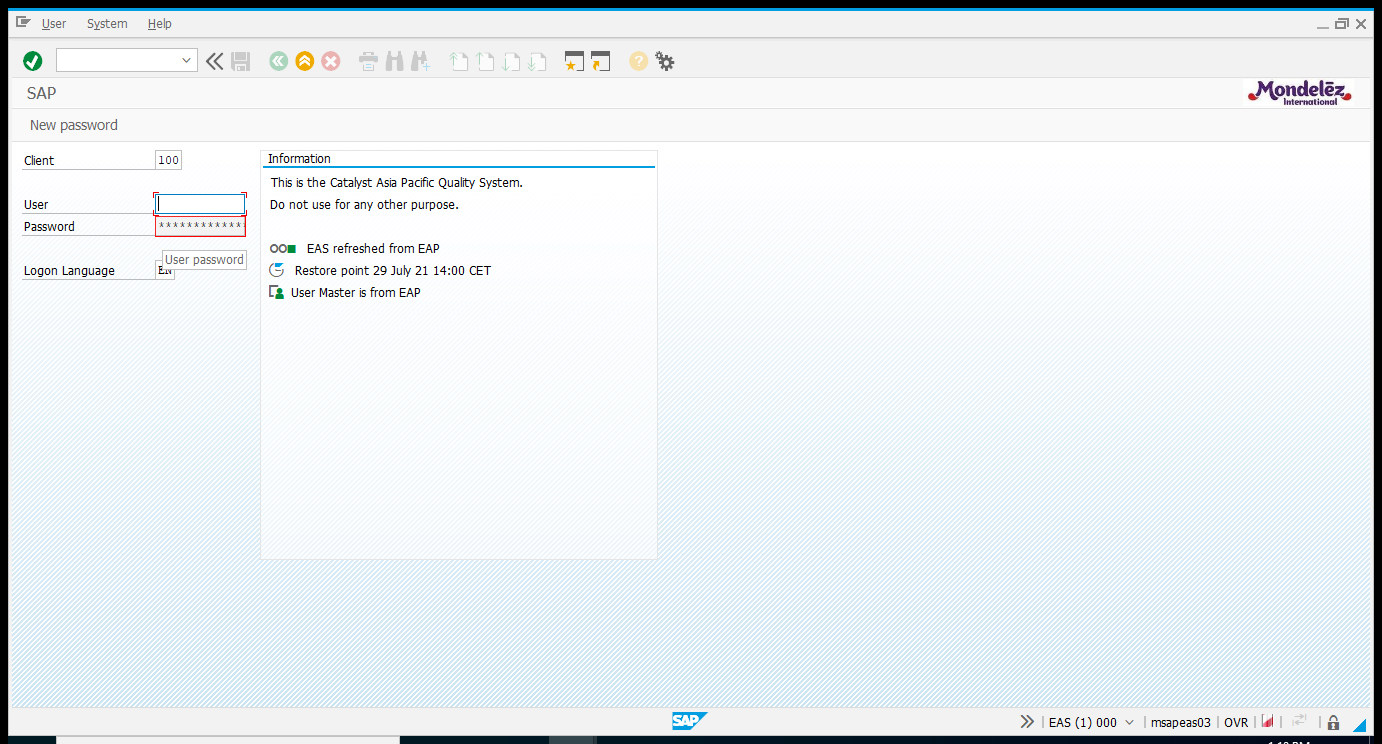 User System Help
SAP
Mondelēz
International
New password
Client 100
User
Password ************
User password
Logon Language EN
Information
This is the Catalyst Asia Pacific Quality System.
Do not use for any other purpose.
EAS refreshed from EAP
Restore point 29 July 21 14:00 CET
User Master is from EAP
SAP
EAS (1) 000
msapeas03
OVR